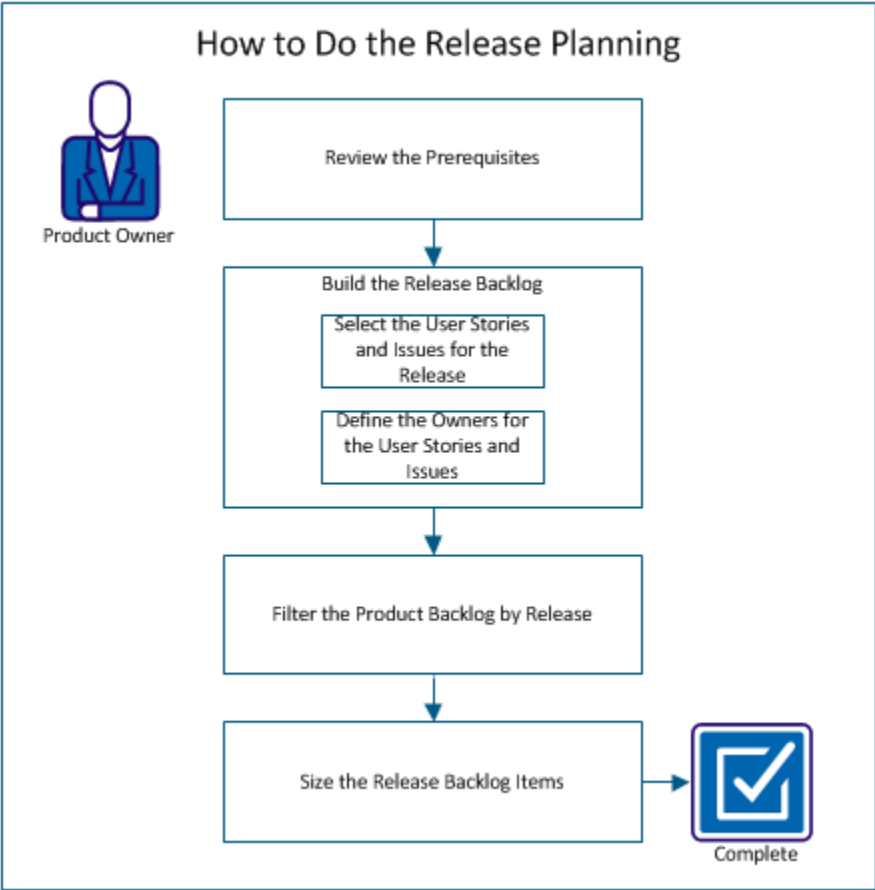 How to Do the Release Planning
Product Owner
Review the Prerequisites
Build the Release Backlog
Select the User Stories
and Issues for the
Release
Define the Owners for
the User Stories and
Issues
Filter the Product Backlog by Release
Size the Release Backlog Items
Complete